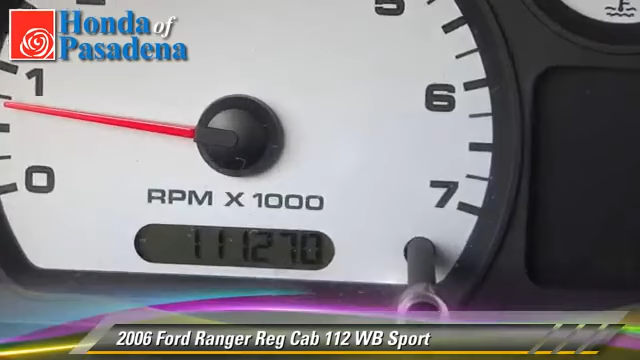 Honda of
Pasadena
5
1
6
0
7
RPM X 1000
111270
2006 Ford Ranger Reg Cab 112 WB Sport